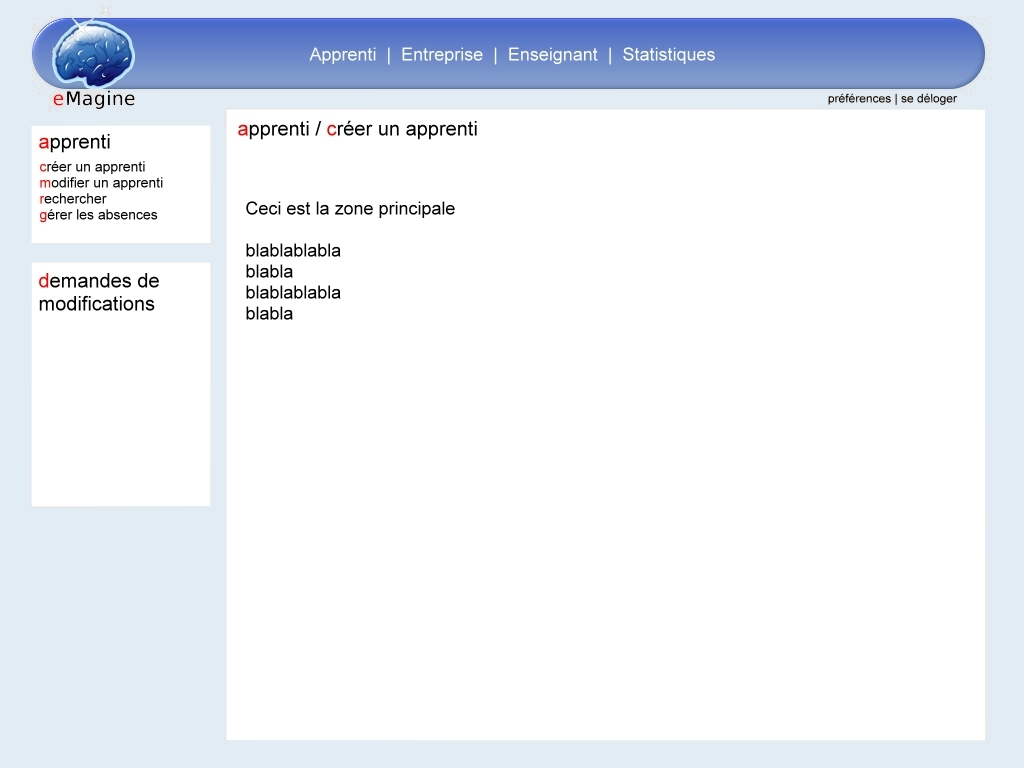 Apprenti | Entreprise | Enseignant | Statistiques
eMagine
préférences | se déloger
apprenti
créer un apprenti
modifier un apprenti
rechercher
gérer les absences
demandes de
modifications
apprenti / créer un apprenti
Ceci est la zone principale
blablablabla
blabla
blablablabla
blabla